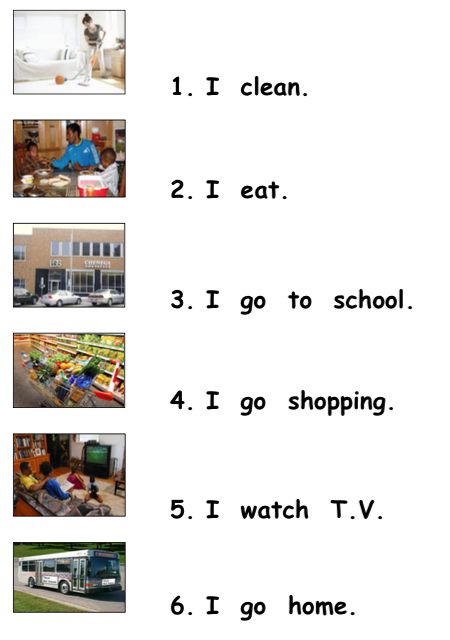 1. I clean.
2. I eat.
3. I go to school.
4. I go shopping.
5. I watch T.V.
6. I go home.